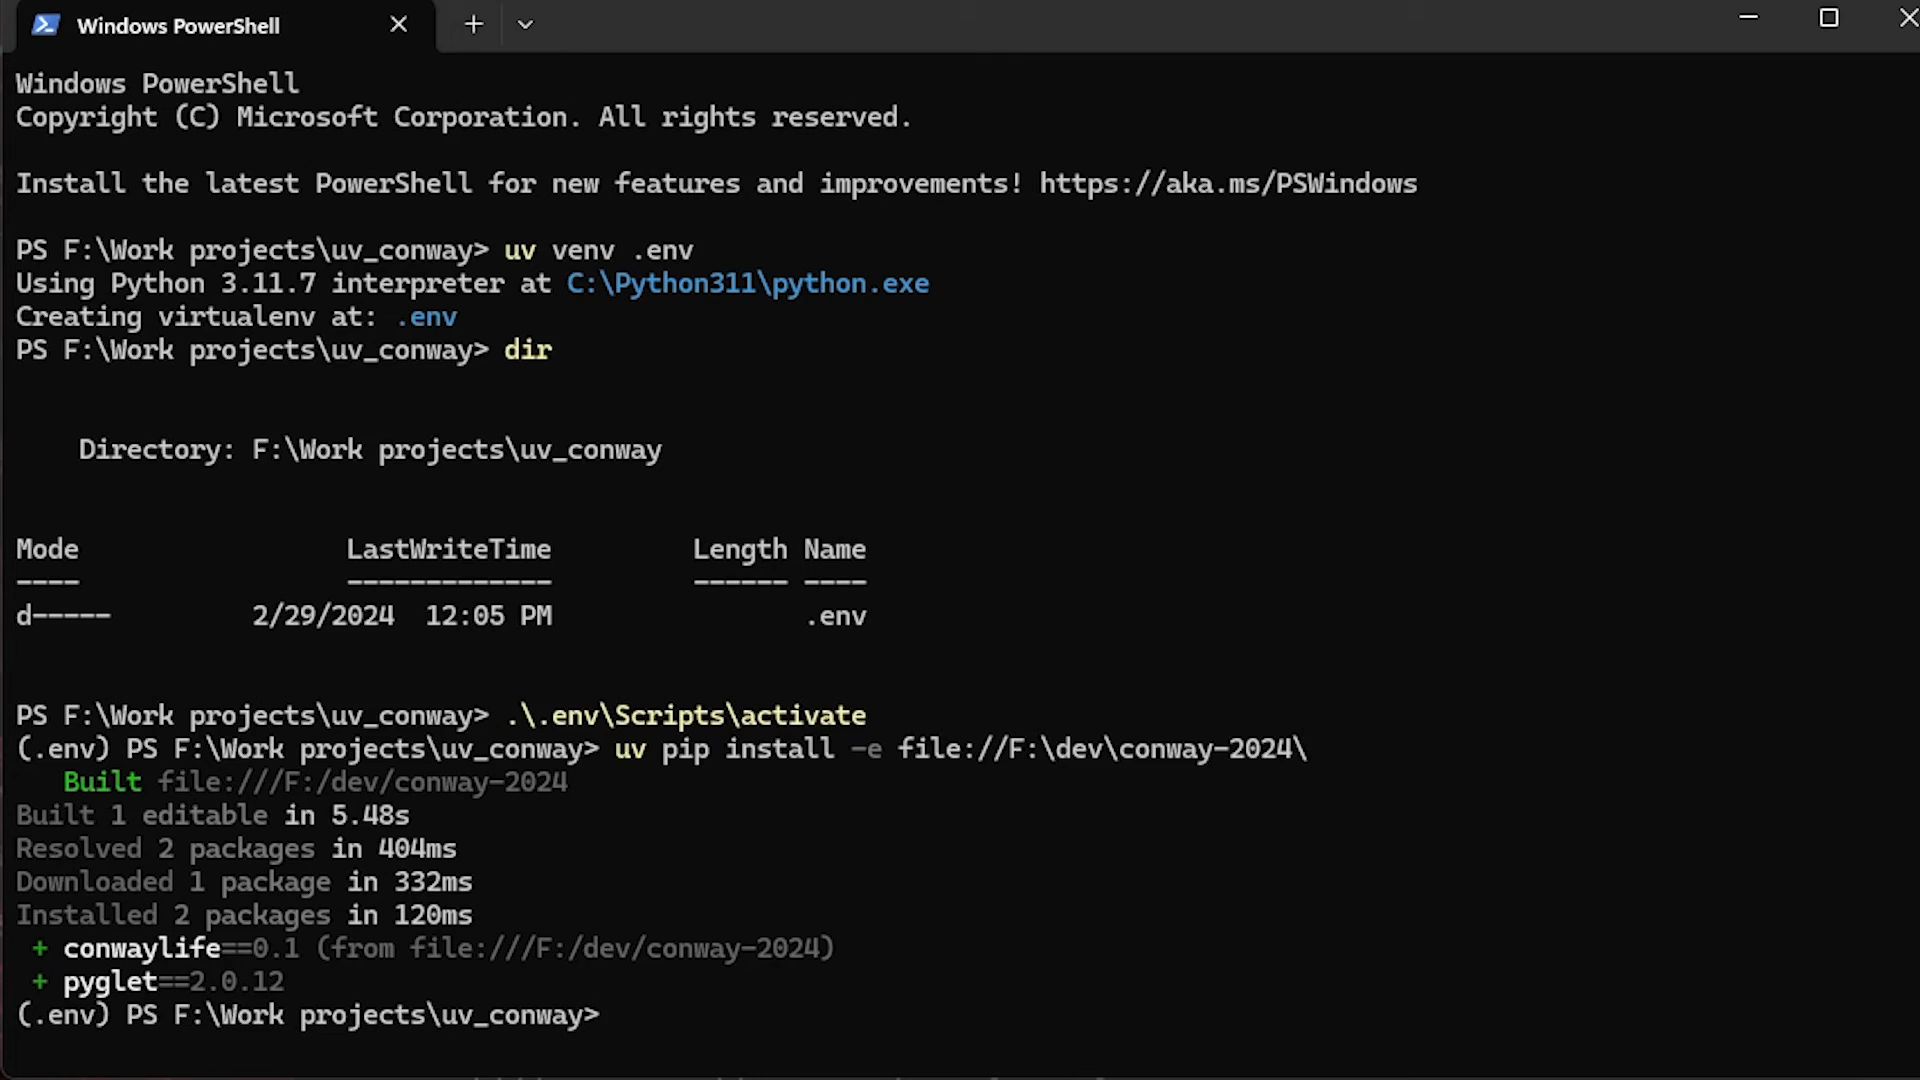 Windows PowerShell
Windows PowerShell
Copyright (C) Microsoft Corporation. All rights reserved.
Install the latest PowerShell for new features and improvements! https://aka.ms/PSWindows
PS F:\Work projects\uv_conway> uv venv .env
Using Python 3.11.7 interpreter at C:\Python311\python.exe
Creating virtualenv at: .env
PS F:\Work projects\uv_conway> dir
Directory: F:\Work projects\uv_conway
Mode LastWriteTime Length Name
---- ------------- ------ ----
d----- 2/29/2024 12:05 PM .env
PS F:\Work projects\uv_conway> .\.env\Scripts\activate
(.env) PS F:\Work projects\uv_conway> uv pip install -e file://F:\dev\conway-2024\
Built file:///F:/dev/conway-2024
Built 1 editable in 5.48s
Resolved 2 packages in 404ms
Downloaded 1 package in 332ms
Installed 2 packages in 120ms
+ conwaylife==0.1 (from file:///F:/dev/conway-2024)
+ pyglet==2.0.12
(.env) PS F:\Work projects\uv_conway>